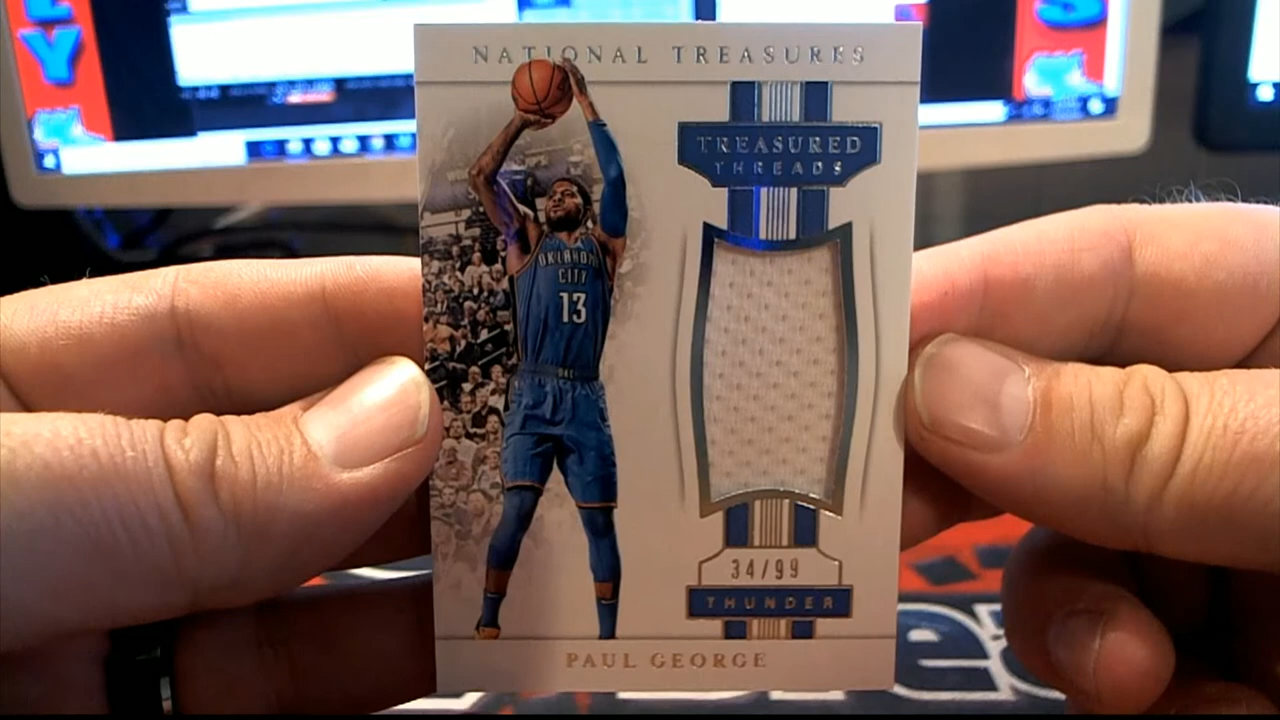 NATIONAL TREASURES
TREASURED
THREADS
OKLAHOMA
CITY
13
34/99
THUNDER
PAUL GEORGE